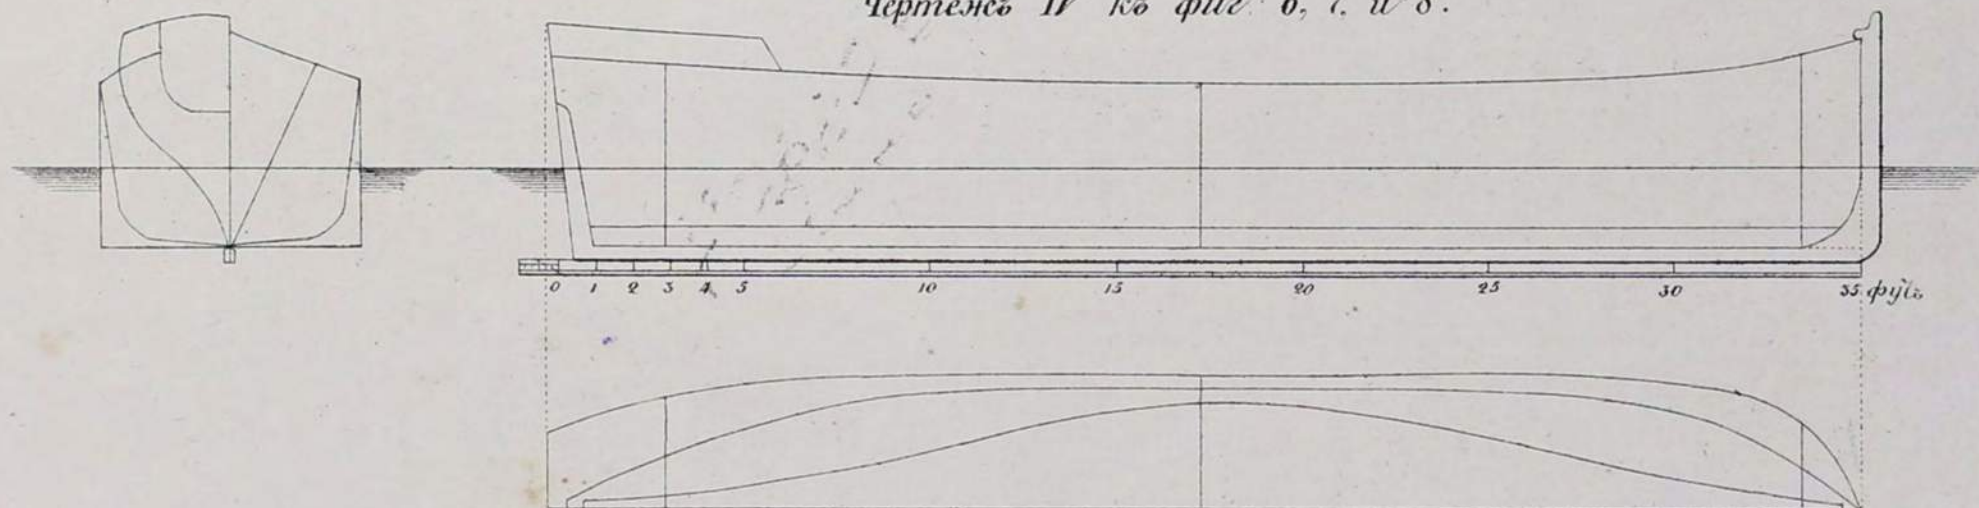 Чертежъ IV къ фиг. 6, 7, и 8.
0 1 2 3 4 5 10 15 20 25 30 35 футъ